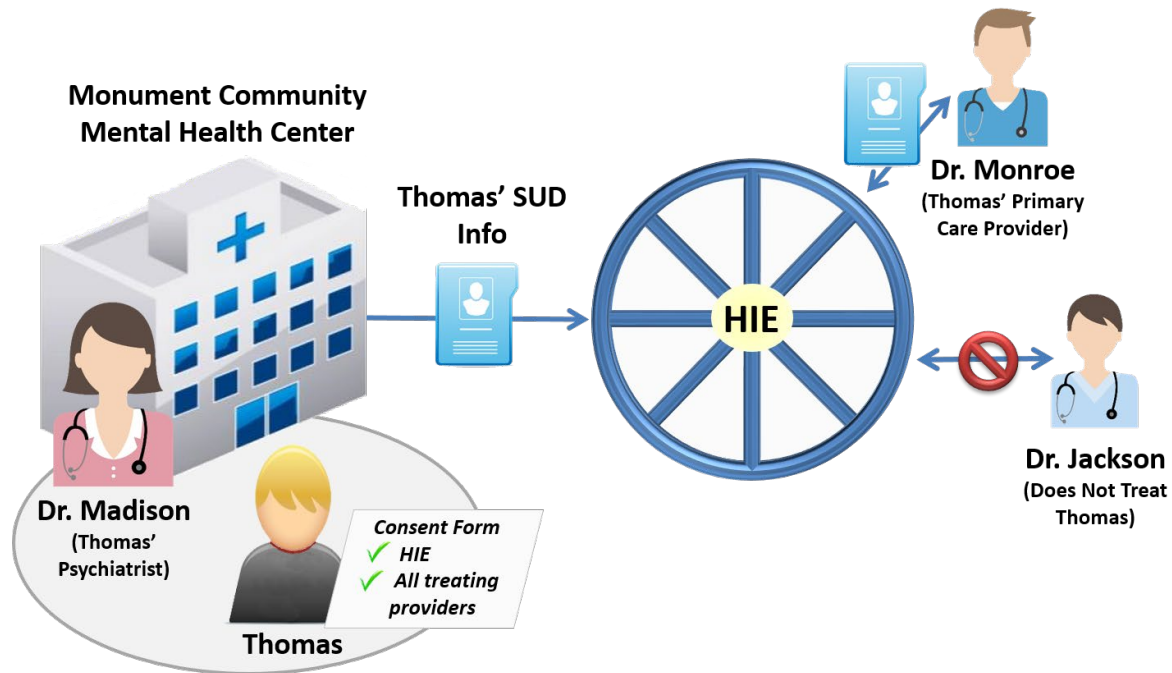 Monument Community
Mental Health Center
Thomas’ SUD
Info
HIE
Dr. Monroe
(Thomas’ Primary
Care Provider)
Dr. Jackson
(Does Not Treat
Thomas)
Dr. Madison
(Thomas’
Psychiatrist)
Consent Form
HIE
All treating
providers
Thomas